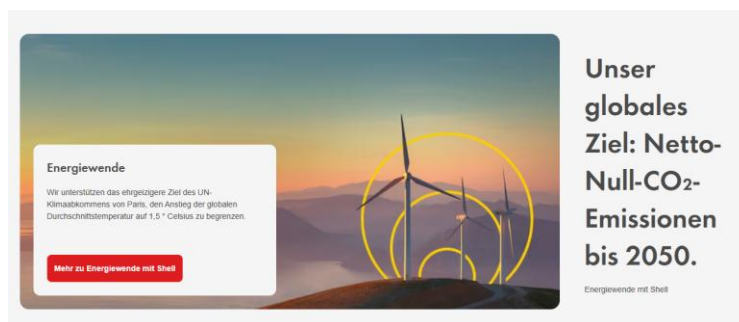 Energiewende
Wir unterstützen das ehrgeizigere Ziel des UN-
Klimaabkommens von Paris, den Anstieg der globalen
Durchschnittstemperatur auf 1,5 ° Celsius zu begrenzen.
Mehr zu Energiewende mit Shell
Unser
globales
Ziel: Netto-
Null-CO₂-
Emissionen
bis 2050.
Energiewende mit Shell